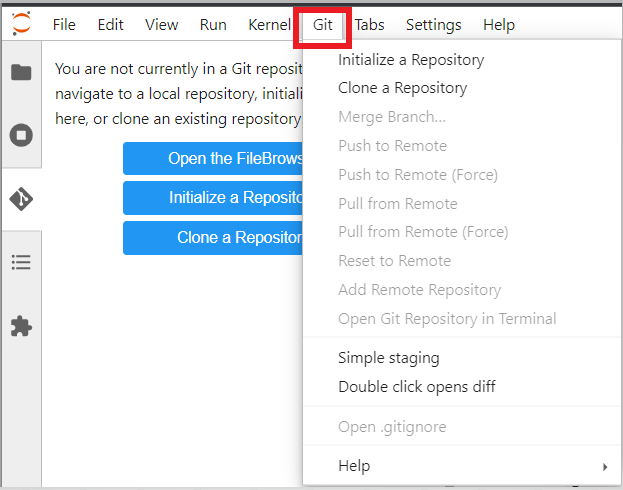 File Edit View Run Kernel Git Tabs Settings Help
You are not currently in a Git reposit
navigate to a local repository, initiali
here, or clone an existing repository
Open the FileBrows
Initialize a Reposito
Clone a Repositor
Initialize a Repository
Clone a Repository
Merge Branch...
Push to Remote
Push to Remote (Force)
Pull from Remote
Pull from Remote (Force)
Reset to Remote
Add Remote Repository
Open Git Repository in Terminal
Simple staging
Double click opens diff
Open .gitignore
Help